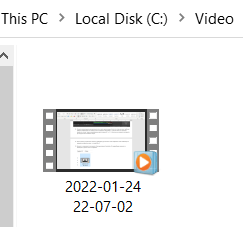 This PC > Local Disk (C:) > Video
2022-01-24
22-07-02